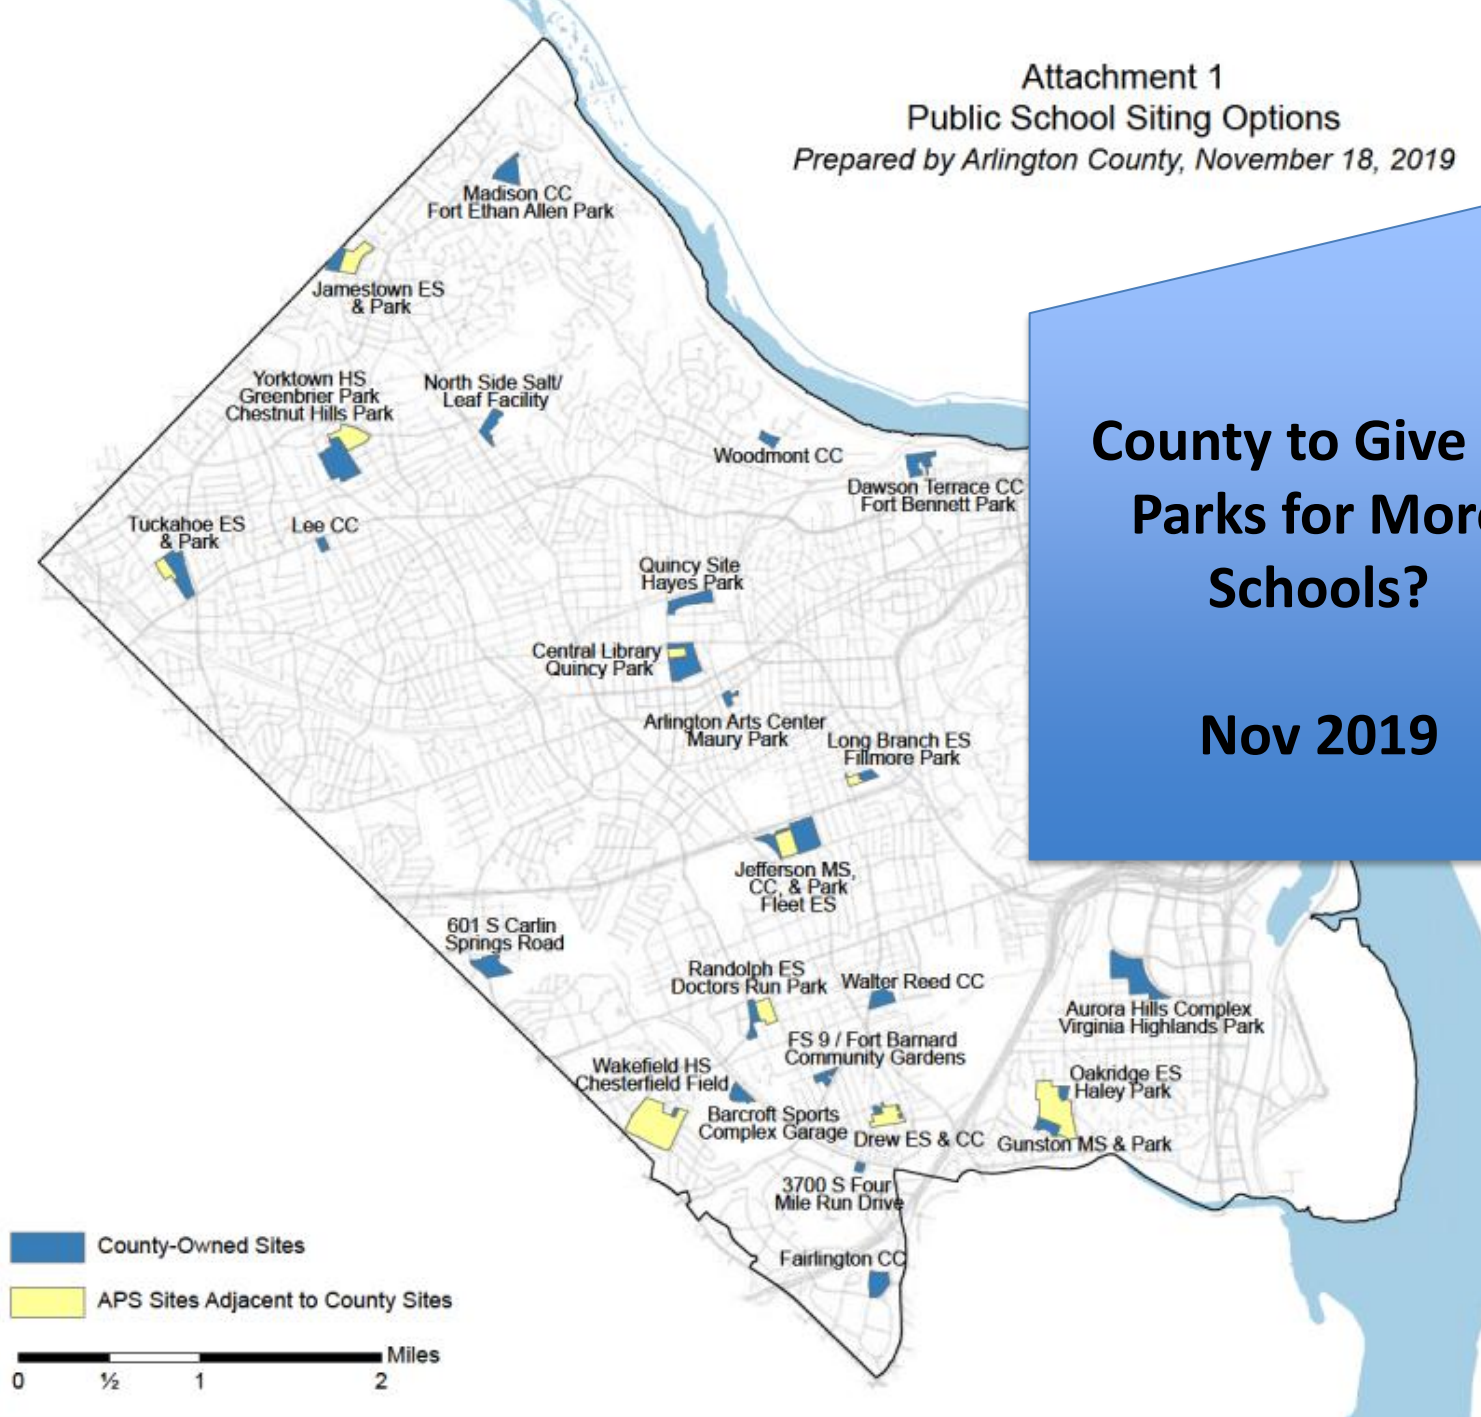 Attachment 1
Public School Siting Options
Prepared by Arlington County, November 18, 2019
Madison CC
Fort Ethan Allen Park
Jamestown ES
& Park
Yorktown HS
Greenbrier Park
Chestnut Hills Park
North Side Salt/
Leaf Facility
Woodmont CC
Dawson Terrace CC
Fort Bennett Park
Tuckahoe ES
& Park
Lee CC
Quincy Site
Hayes Park
Central Library
Quincy Park
Arlington Arts Center
Maury Park
Long Branch ES
Fillmore Park
County to Give
Parks for More
Schools?
Nov 2019
Jefferson MS,
CC, & Park
Fleet ES
601 S Carlin
Springs Road
Randolph ES
Doctors Run Park
Walter Reed CC
Aurora Hills Complex
Virginia Highlands Park
FS 9 / Fort Barnard
Community Gardens
Wakefield HS
Chesterfield Field
Barcroft Sports
Complex Garage
Drew ES & CC
Oakridge ES
Haley Park
Gunston MS & Park
3700 S Four
Mile Run Drive
Fairlington CC
County-Owned Sites
APS Sites Adjacent to County Sites
Miles
0 ½ 1 2